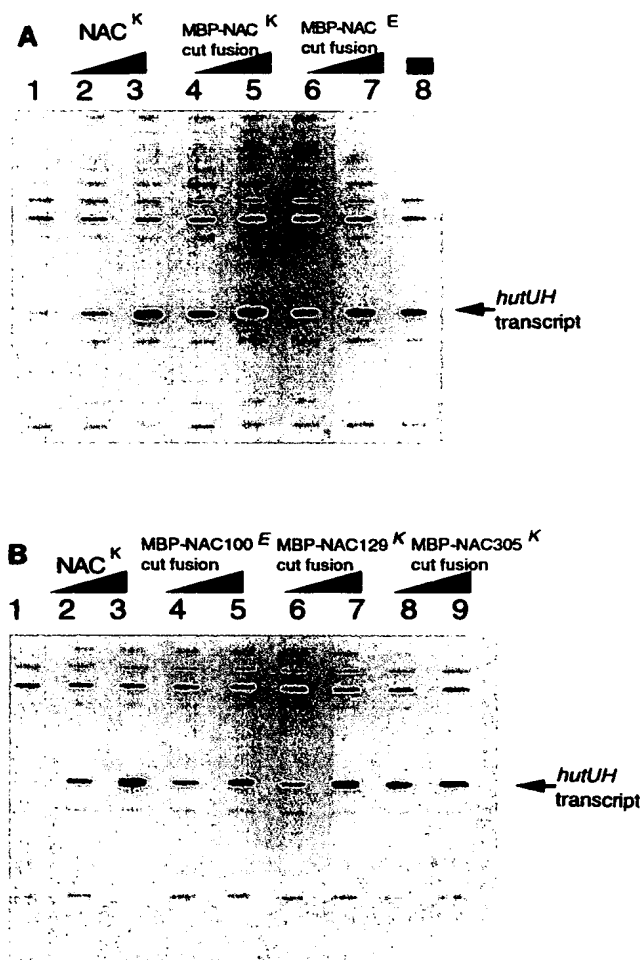 A
NAC K
MBP-NAC K
cut fusion
MBP-NAC E
cut fusion
1 2 3 4 5 6 7 8
hutUH
transcript
B
NAC K
MBP-NAC100 E
cut fusion
MBP-NAC129 K
cut fusion
MBP-NAC305 K
cut fusion
1 2 3 4 5 6 7 8 9
hutUH
transcript